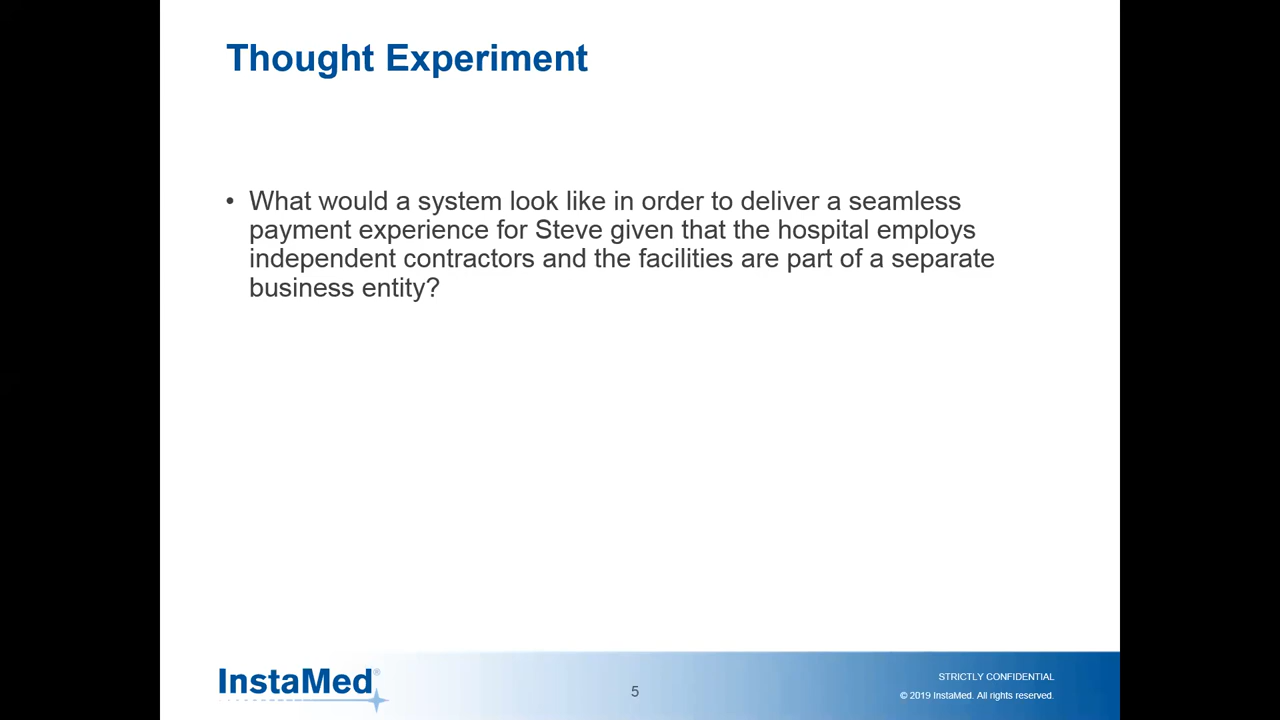 Thought Experiment
• What would a system look like in order to deliver a seamless
payment experience for Steve given that the hospital employs
independent contractors and the facilities are part of a separate
business entity?
InstaMed®
5
STRICTLY CONFIDENTIAL
© 2019 InstaMed. All rights reserved.